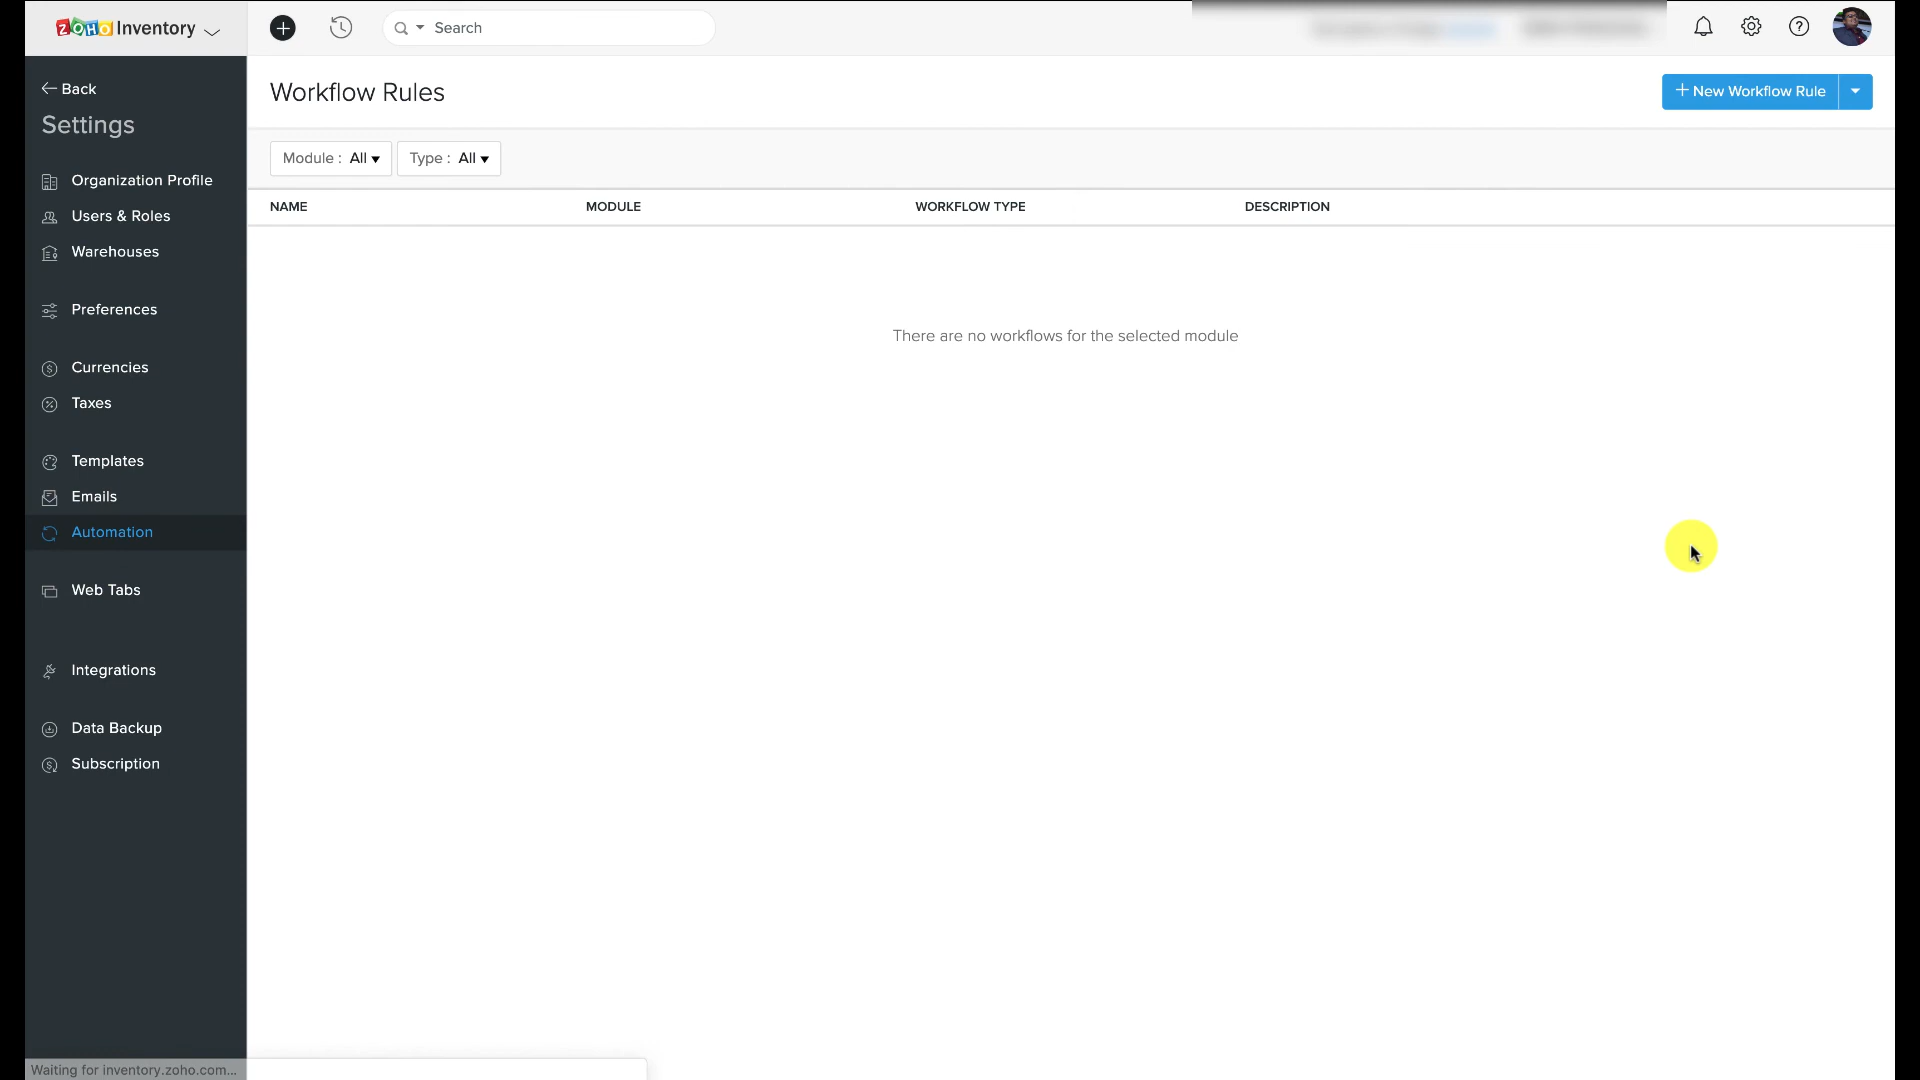 ZOHO Inventory
Search
Back
Settings
Organization Profile
Users & Roles
Warehouses
Preferences
Currencies
Taxes
Templates
Emails
Automation
Web Tabs
Integrations
Data Backup
Subscription
Waiting for inventory.zoho.com...
Workflow Rules
+ New Workflow Rule
Module : All ▾
Type : All ▾
NAME MODULE WORKFLOW TYPE DESCRIPTION
There are no workflows for the selected module